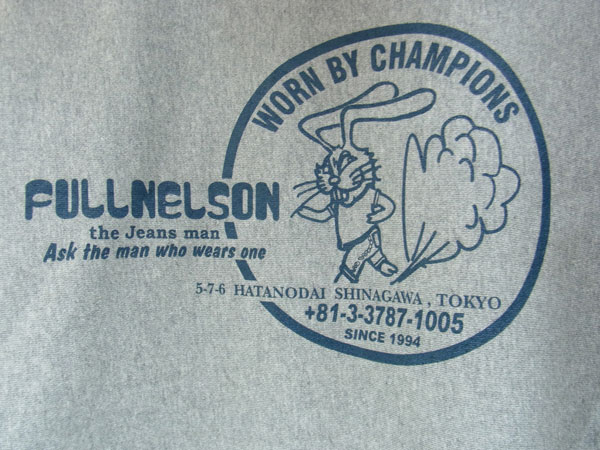 WORN BY CHAMPIONS
FULLNELSON
the Jeans man
Ask the man who wears one
5-7-6 HATANODAI SHINAGAWA, TOKYO
+81-3-3787-1005
SINCE 1994